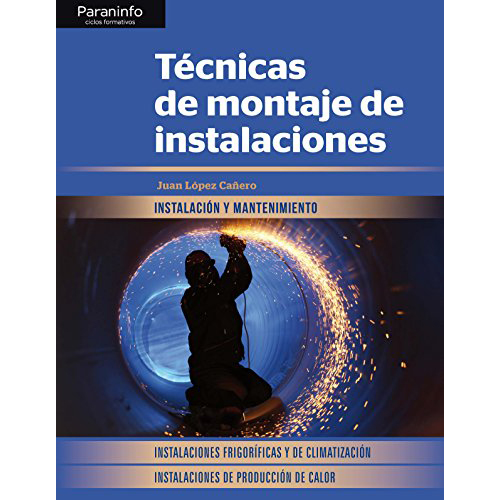 Paraninfo
ciclos formativos
Técnicas
de montaje de
instalaciones
Juan López Cañero
INSTALACIÓN Y MANTENIMIENTO
INSTALACIONES FRIGORÍFICAS Y DE CLIMATIZACIÓN
INSTALACIONES DE PRODUCCIÓN DE CALOR